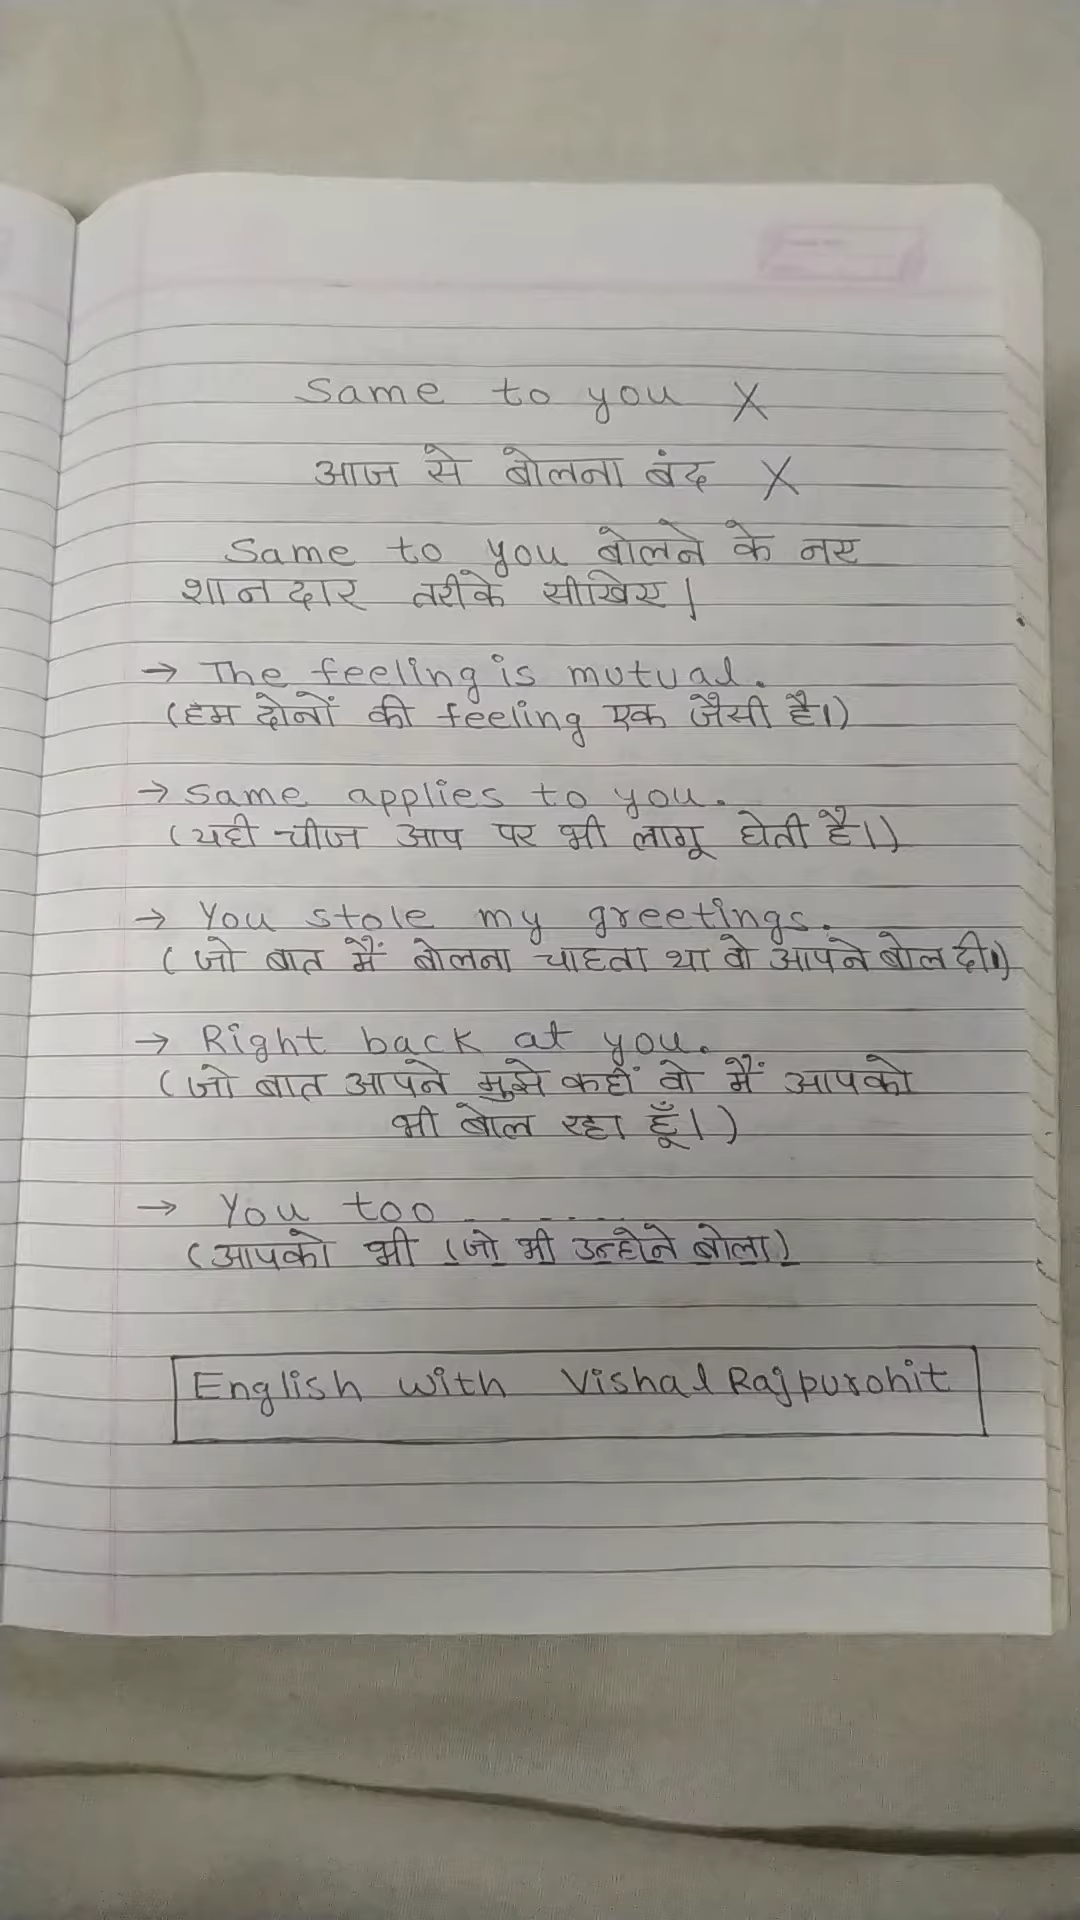 Same to you X
आज से बोलना बंद X
Same to you बोलने के नए
शानदार तरीके सीखिए।
→ The feeling is mutual.
(हम दोनों की feeling एक जैसी है।)
→ Same applies to you.
(यही चीज आप पर भी लागू होती है।)
→ You stole my greetings.
(जो बात मैं बोलना चाहता था वो आपने बोल दी।)
→ Right back at you.
(जो बात आपने मुझे कहीं वो मैं आपको
भी बोल रहा हूँ।)
→ You too .......
(आपको भी (जो भी उन्होने बोला)
English with Vishal Rajpurohit